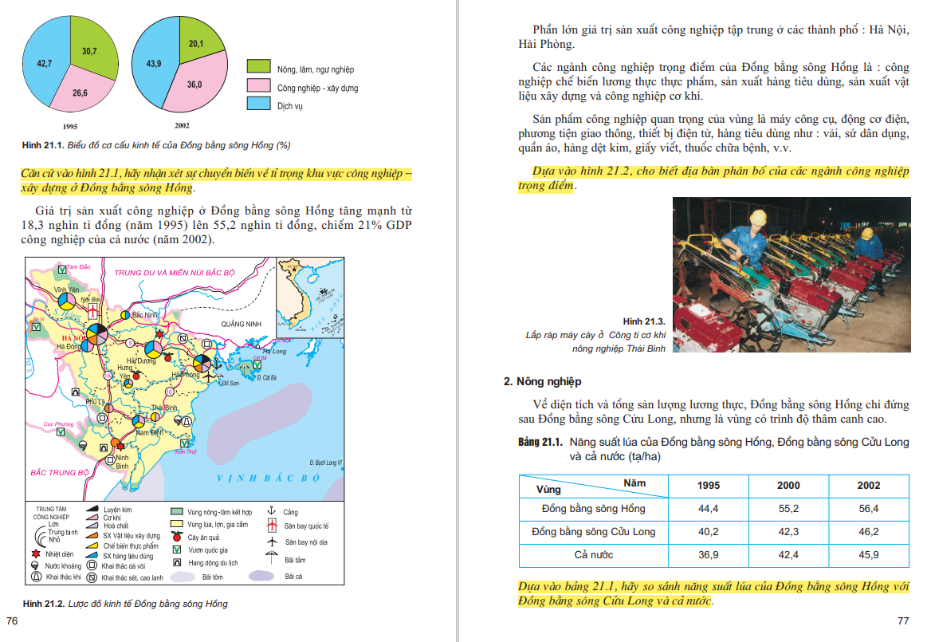 42,7
30,7
26,6
1995
43,9
20,1
36,0
2002
Nông, lâm, ngư nghiệp
Công nghiệp - xây dựng
Dịch vụ
Hình 21.1. Biểu đồ cơ cấu kinh tế của Đồng bằng sông Hồng (%)
Căn cứ vào hình 21.1, hãy nhận xét sự chuyển biến về tỉ trọng khu vực công nghiệp –
xây dựng ở Đồng bằng sông Hồng.
Giá trị sản xuất công nghiệp ở Đồng bằng sông Hồng tăng mạnh từ
18,3 nghìn tỉ đồng (năm 1995) lên 55,2 nghìn tỉ đồng, chiếm 21% GDP
công nghiệp của cả nước (năm 2002).
Tam Đảo
TRUNG DU VÀ MIỀN NÚI BẮC BỘ
Vĩnh Yên
Nội Bài
Bắc Ninh
QUẢNG NINH
HÀ NỘI
Hà Đông
Hải Dương
Hưng
Yên
Hải Phòng
Hạ Long
Cát Bà
Đ. Cát Bà
Đồ Sơn
Phủ Lý
Thái Bình
Cúc Phương
Nam Định
Xuân Thuỷ
Ninh
Bình
BẮC TRUNG BỘ
VỊNH BẮC BỘ
Đ. Bạch Long Vĩ
TRUNG TÂM
CÔNG NGHIỆP
Lớn
Trung bình
Nhỏ
Nhiệt điện
Nước khoáng
Khai thác khí
Luyện kim
Cơ khí
Hoá chất
SX Vật liệu xây dựng
Chế biến thực phẩm
SX hàng tiêu dùng
Khai thác đá vôi
Khai thác sét, cao lanh
Vùng nông-lâm kết hợp
Vùng lúa, lợn, gia cầm
Cây ăn quả
Vườn quốc gia
Hang động du lịch
Bãi tôm
Cảng
Sân bay quốc tế
Sân bay nội địa
Bãi tắm
Bãi cá
Hình 21.2. Lược đồ kinh tế Đồng bằng sông Hồng
76
Phần lớn giá trị sản xuất công nghiệp tập trung ở các thành phố : Hà Nội,
Hải Phòng.
Các ngành công nghiệp trọng điểm của Đồng bằng sông Hồng là : công
nghiệp chế biến lương thực thực phẩm, sản xuất hàng tiêu dùng, sản xuất vật
liệu xây dựng và công nghiệp cơ khí.
Sản phẩm công nghiệp quan trọng của vùng là máy công cụ, động cơ điện,
phương tiện giao thông, thiết bị điện tử, hàng tiêu dùng như : vải, sứ dân dụng,
quần áo, hàng dệt kim, giấy viết, thuốc chữa bệnh, v.v.
Dựa vào hình 21.2, cho biết địa bàn phân bố của các ngành công nghiệp
trọng điểm.
Hình 21.3.
Lắp ráp máy cày ở Công ti cơ khí
nông nghiệp Thái Bình
2. Nông nghiệp
Về diện tích và tổng sản lượng lương thực, Đồng bằng sông Hồng chỉ đứng
sau Đồng bằng sông Cửu Long, nhưng là vùng có trình độ thâm canh cao.
Bảng 21.1. Năng suất lúa của Đồng bằng sông Hồng, Đồng bằng sông Cửu Long
và cả nước (tạ/ha)
Năm
Vùng
1995 2000 2002
Đồng bằng sông Hồng 44,4 55,2 56,4
Đồng bằng sông Cửu Long 40,2 42,3 46,2
Cả nước 36,9 42,4 45,9
Dựa vào bảng 21.1, hãy so sánh năng suất lúa của Đồng bằng sông Hồng với
Đồng bằng sông Cửu Long và cả nước.
77